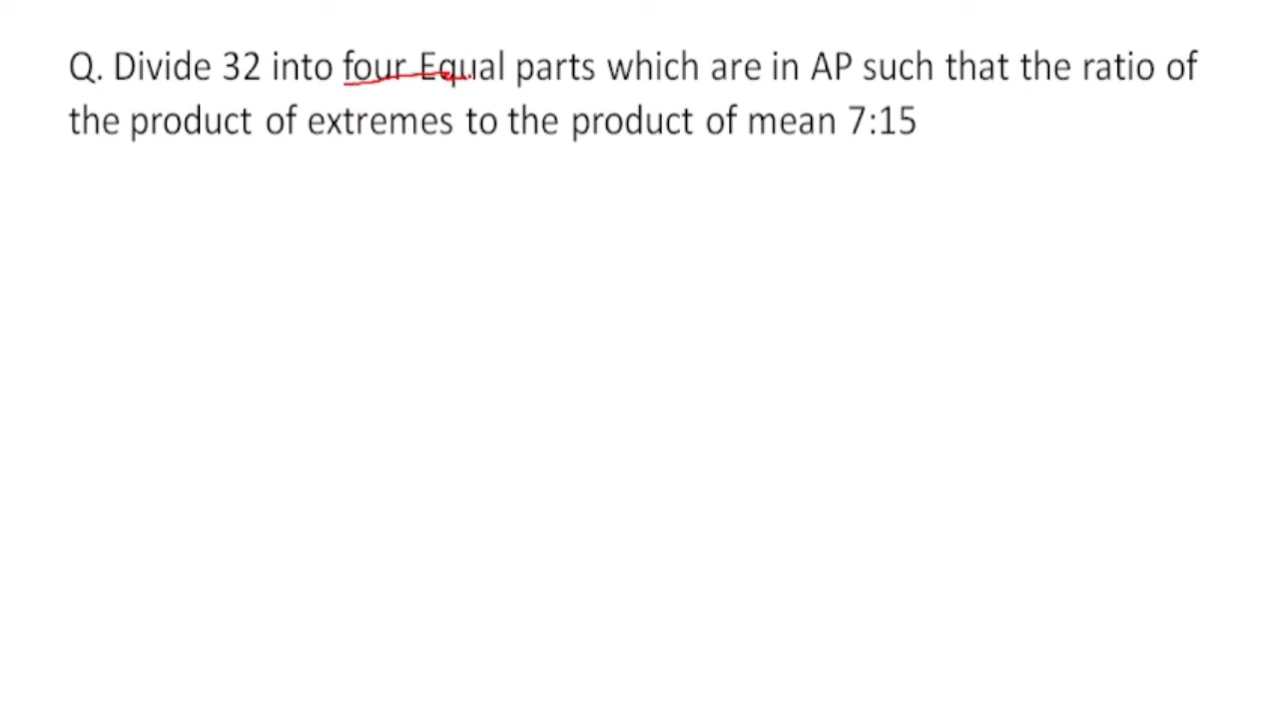 Q. Divide 32 into four Equal parts which are in AP such that the ratio of
the product of extremes to the product of mean 7:15